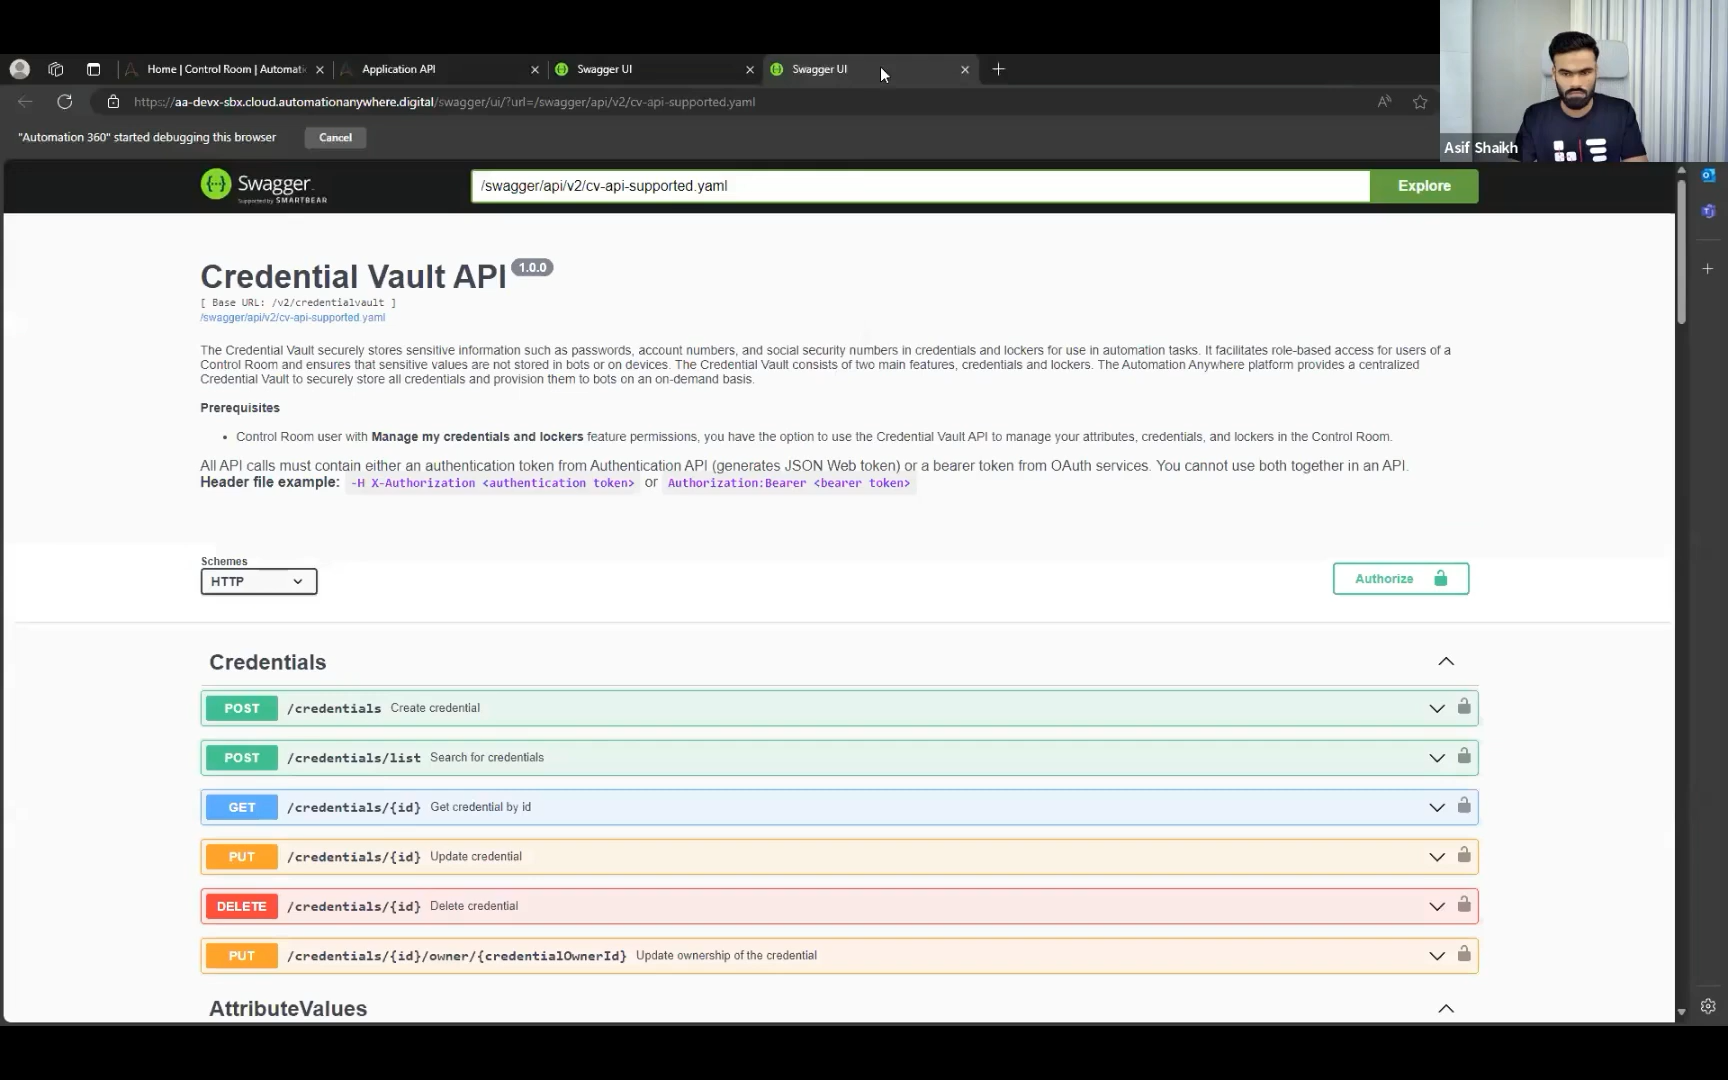 Home | Control Room | Automati
Application API
Swagger UI
Swagger UI
https://aa-devx-sbx.cloud.automationanywhere.digital/swagger/ui/?url=/swagger/api/v2/cv-api-supported.yaml
"Automation 360" started debugging this browser
Cancel
Asif Shaikh
Swagger
Supported by SMARTBEAR
/swagger/api/v2/cv-api-supported.yaml
Explore
Credential Vault API 1.0.0
[ Base URL: /v2/credentialvault ]
/swagger/api/v2/cv-api-supported.yaml
The Credential Vault securely stores sensitive information such as passwords, account numbers, and social security numbers in credentials and lockers for use in automation tasks. It facilitates role-based access for users of a
Control Room and ensures that sensitive values are not stored in bots or on devices. The Credential Vault consists of two main features, credentials and lockers. The Automation Anywhere platform provides a centralized
Credential Vault to securely store all credentials and provision them to bots on an on-demand basis.
Prerequisites
• Control Room user with Manage my credentials and lockers feature permissions, you have the option to use the Credential Vault API to manage your attributes, credentials, and lockers in the Control Room.
All API calls must contain either an authentication token from Authentication API (generates JSON Web token) or a bearer token from OAuth services. You cannot use both together in an API.
Header file example: -H X-Authorization <authentication token> or Authorization:Bearer <bearer token>
Schemes
HTTP
Authorize
Credentials
POST /credentials Create credential
POST /credentials/list Search for credentials
GET /credentials/{id} Get credential by id
PUT /credentials/{id} Update credential
DELETE /credentials/{id} Delete credential
PUT /credentials/{id}/owner/{credentialOwnerId} Update ownership of the credential
AttributeValues